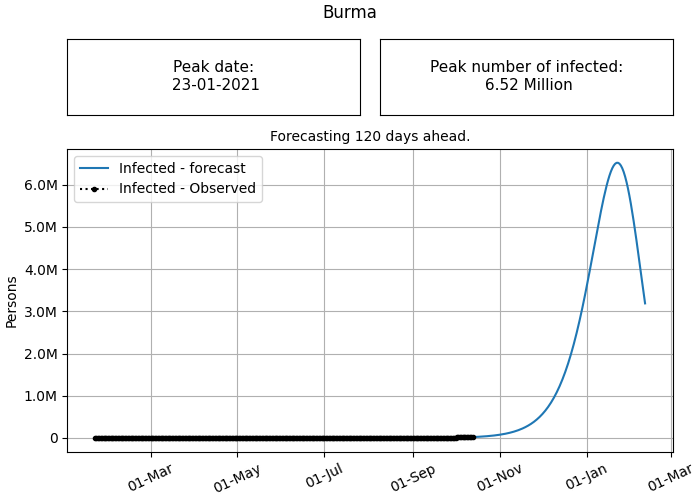 Burma
Peak date:
23-01-2021
Peak number of infected:
6.52 Million
Forecasting 120 days ahead.
Infected - forecast
Infected - Observed
Persons
6.0M
5.0M
4.0M
3.0M
2.0M
1.0M
0
01-Mar
01-May
01-Jul
01-Sep
01-Nov
01-Jan
01-Mar